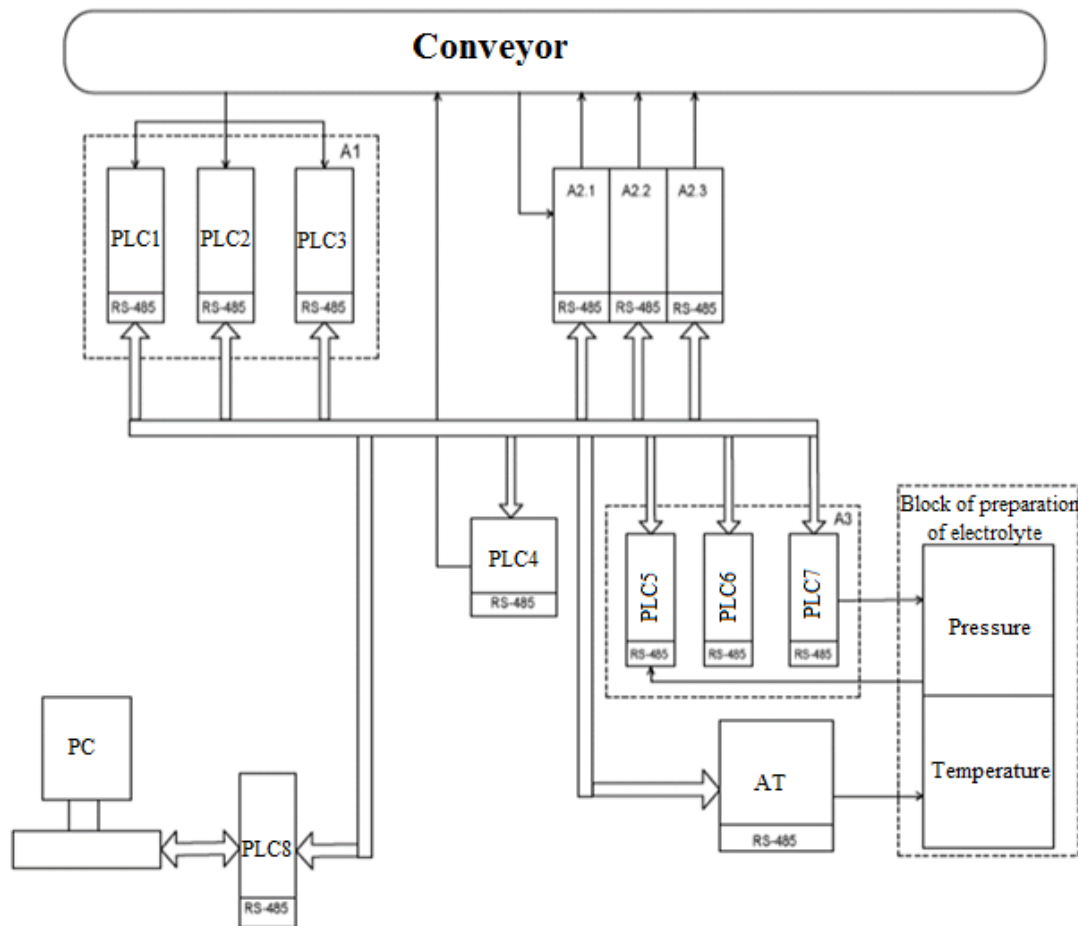 Conveyor
A1
PLC1
PLC2
PLC3
RS-485
RS-485
RS-485
A2.1
A2.2
A2.3
RS-485
RS-485
RS-485
PLC4
RS-485
A3
PLC5
PLC6
PLC7
RS-485
RS-485
RS-485
Block of preparation
of electrolyte
Pressure
Temperature
AT
RS-485
PC
PLC8
RS-485